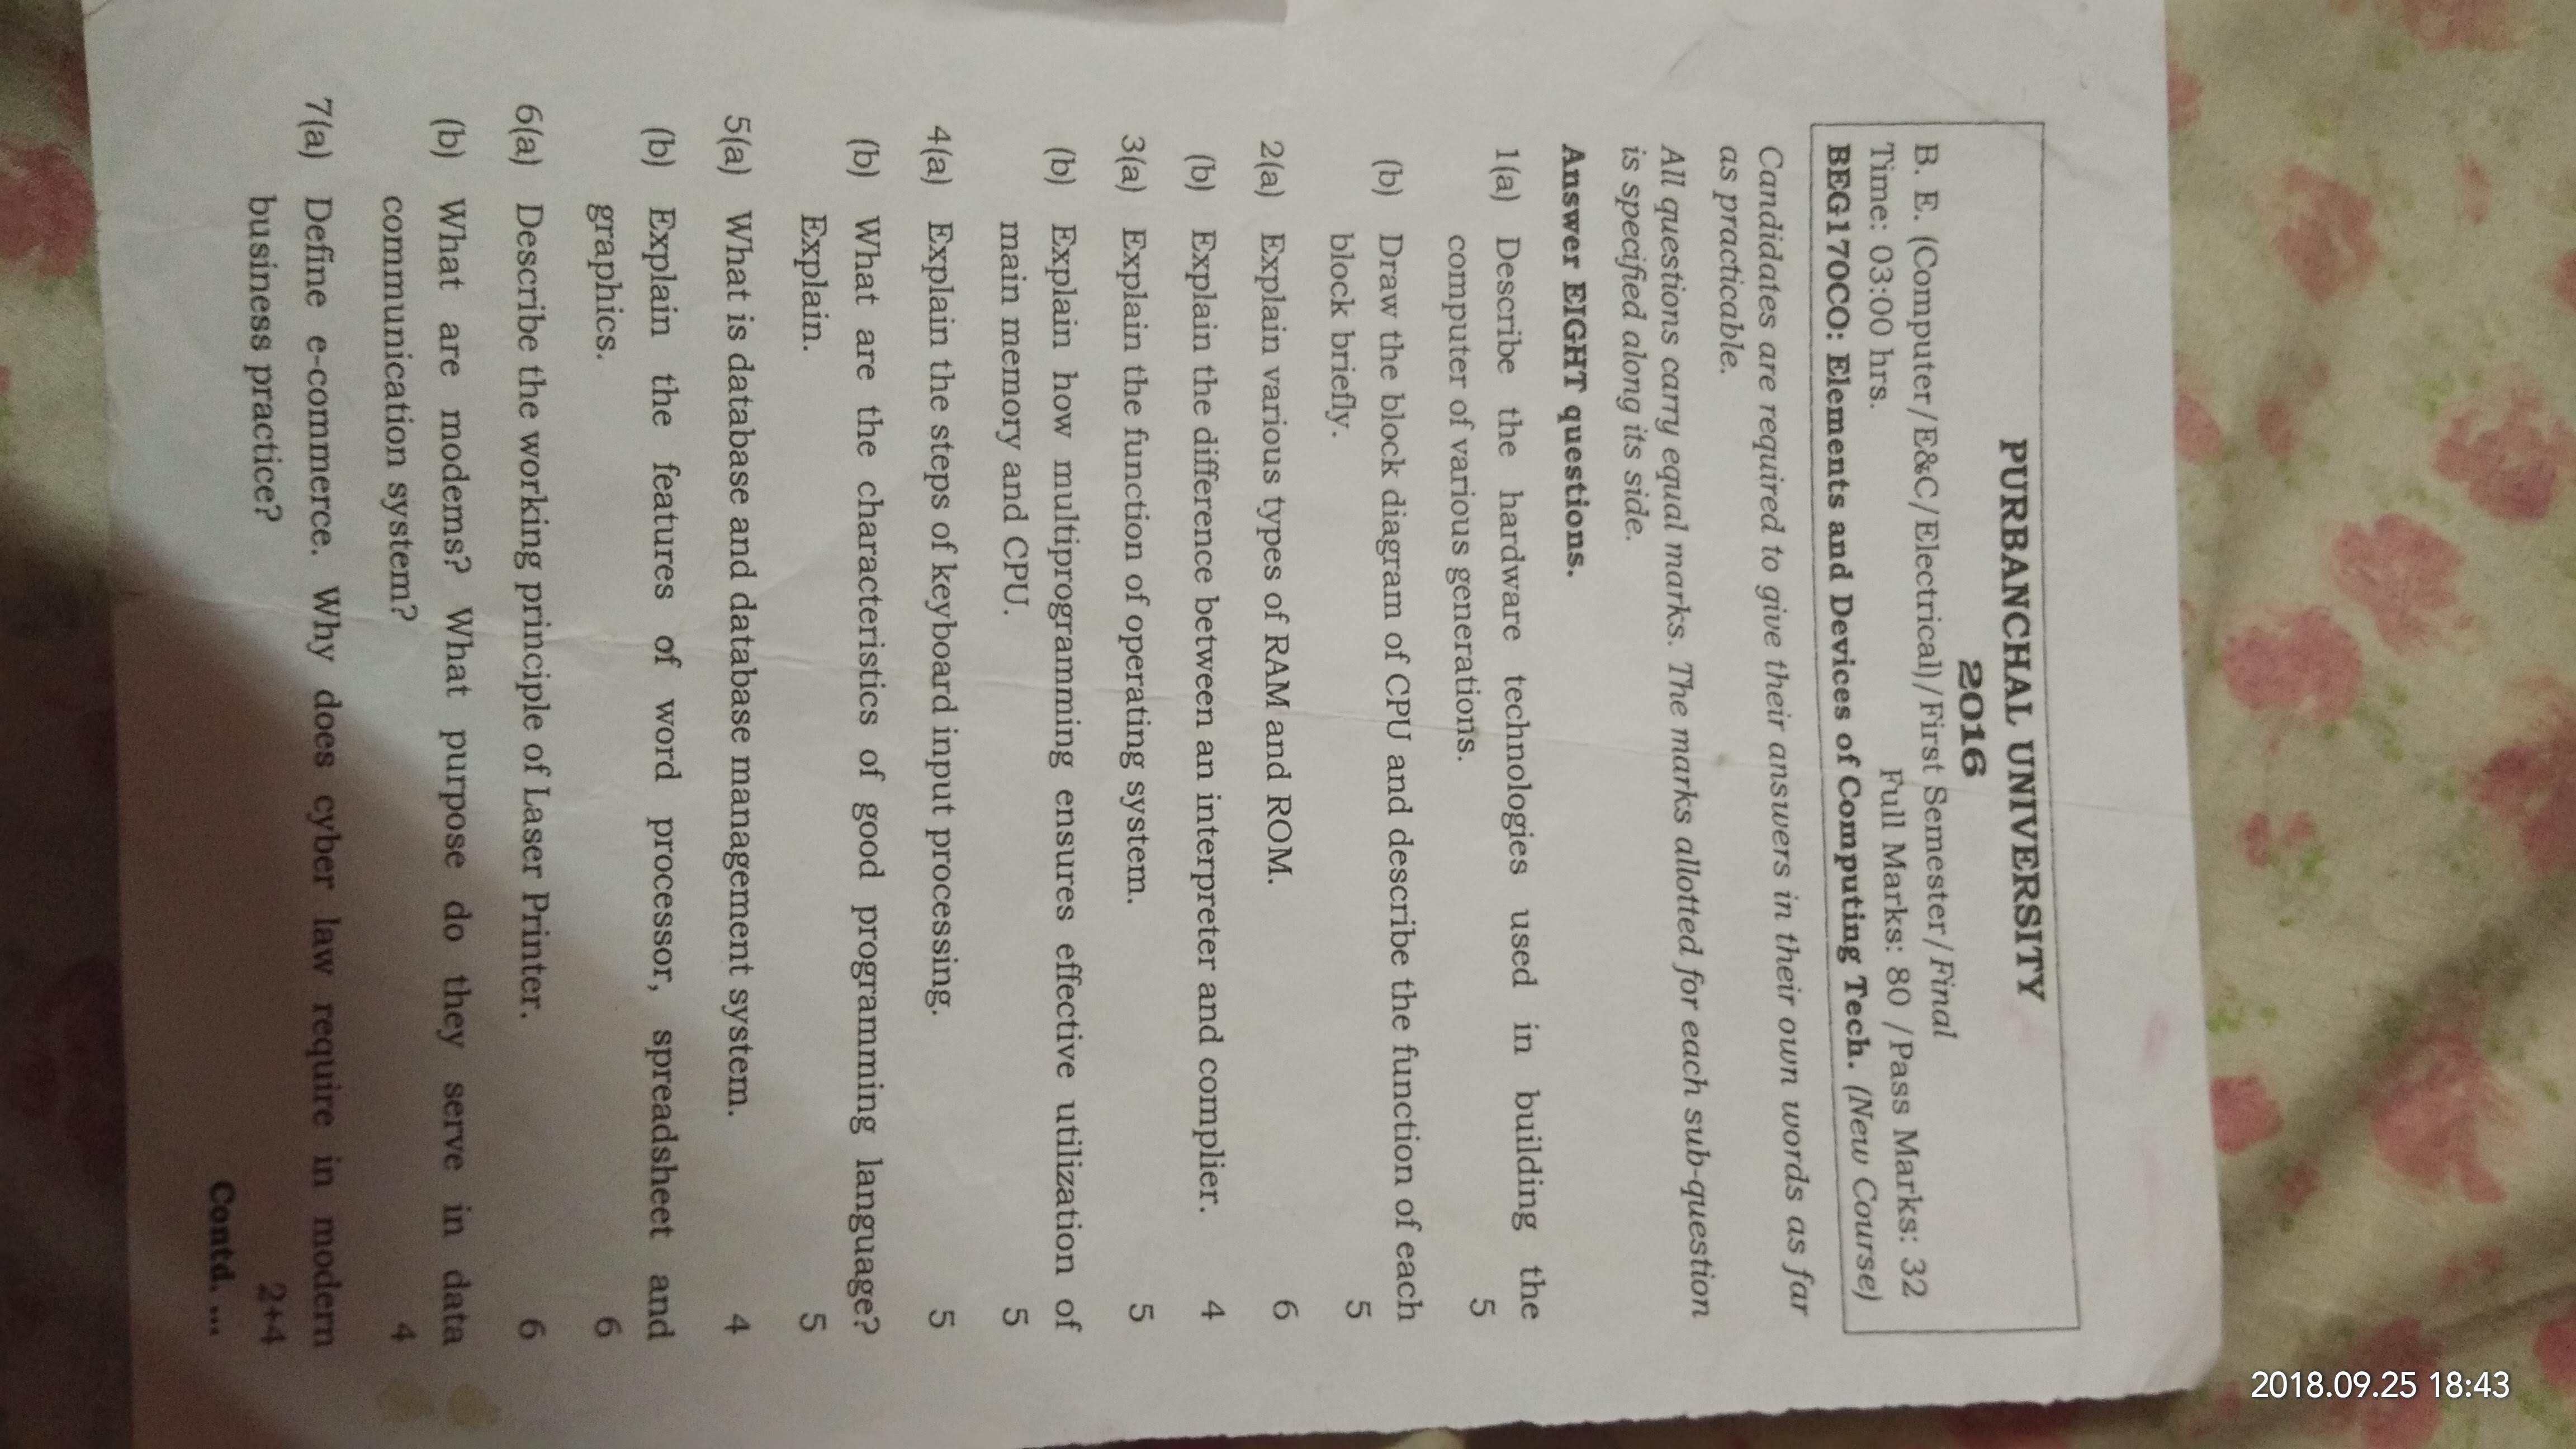 2018.09.25 18:43
PURBANCHAL UNIVERSITY
2016
B. E. (Computer/E&C/Electrical)/First Semester/Final
Time: 03:00 hrs. Full Marks: 80 /Pass Marks: 32
BEG170CO: Elements and Devices of Computing Tech. (New Course)
Candidates are required to give their answers in their own words as far
as practicable.
All questions carry equal marks. The marks allotted for each sub-question
is specified along its side.
Answer EIGHT questions.
1(a) Describe the hardware technologies used in building the
computer of various generations. 5
(b) Draw the block diagram of CPU and describe the function of each
block briefly. 5
2(a) Explain various types of RAM and ROM. 6
(b) Explain the difference between an interpreter and complier. 4
3(a) Explain the function of operating system. 5
(b) Explain how multiprogramming ensures effective utilization of
main memory and CPU. 5
4(a) Explain the steps of keyboard input processing. 5
(b) What are the characteristics of good programming language?
Explain. 5
5(a) What is database and database management system. 4
(b) Explain the features of word processor, spreadsheet and
graphics. 6
6(a) Describe the working principle of Laser Printer. 6
(b) What are modems? What purpose do they serve in data
communication system? 4
7(a) Define e-commerce. Why does cyber law require in modern
business practice? 2+4
Contd. ...